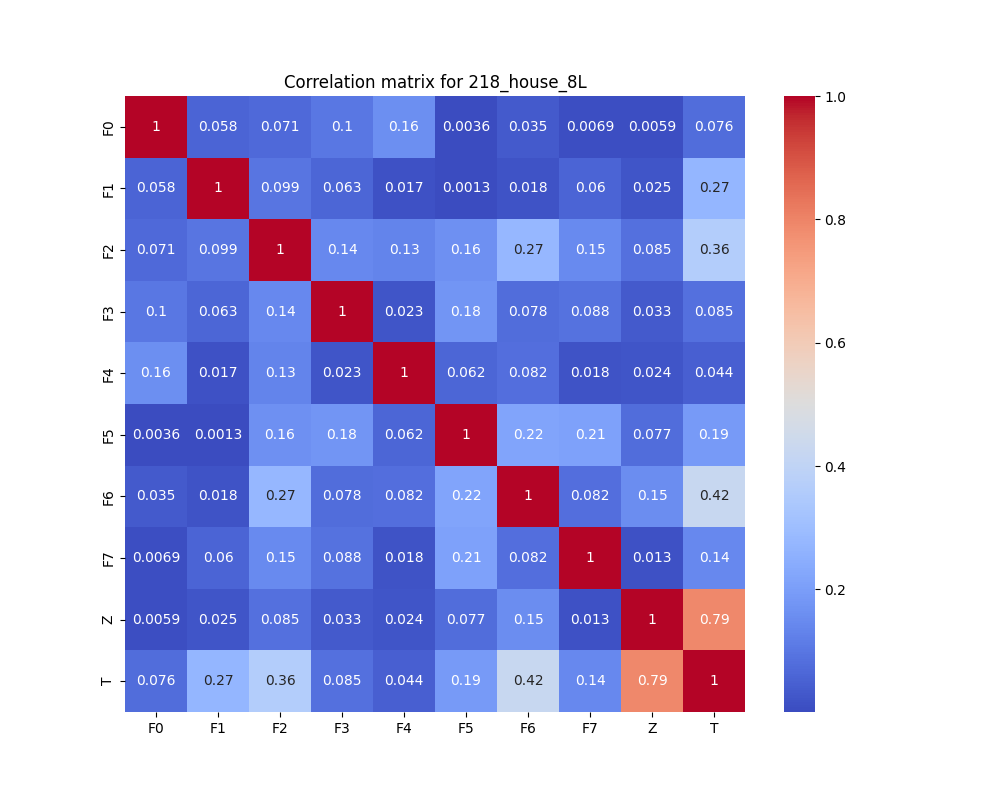 Correlation matrix for 218_house_8L
F0 1 0.058 0.071 0.1 0.16 0.0036 0.035 0.0069 0.0059 0.076
F1 0.058 1 0.099 0.063 0.017 0.0013 0.018 0.06 0.025 0.27
F2 0.071 0.099 1 0.14 0.13 0.16 0.27 0.15 0.085 0.36
F3 0.1 0.063 0.14 1 0.023 0.18 0.078 0.088 0.033 0.085
F4 0.16 0.017 0.13 0.023 1 0.062 0.082 0.018 0.024 0.044
F5 0.0036 0.0013 0.16 0.18 0.062 1 0.22 0.21 0.077 0.19
F6 0.035 0.018 0.27 0.078 0.082 0.22 1 0.082 0.15 0.42
F7 0.0069 0.06 0.15 0.088 0.018 0.21 0.082 1 0.013 0.14
Z 0.0059 0.025 0.085 0.033 0.024 0.077 0.15 0.013 1 0.79
T 0.076 0.27 0.36 0.085 0.044 0.19 0.42 0.14 0.79 1
F0 F1 F2 F3 F4 F5 F6 F7 Z T
1.0
0.8
0.6
0.4
0.2